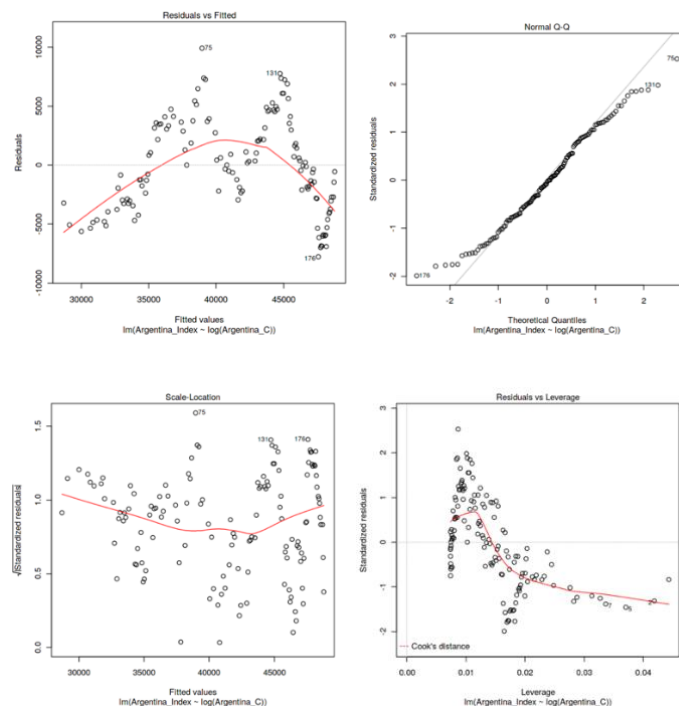 Residuals vs Fitted
10000
5000
0
-5000
-10000
Residuals
75
131
176
30000 35000 40000 45000
Fitted values
lm(Argentina_Index ~ log(Argentina_C))
Normal Q-Q
3
2
1
0
-1
-2
Standardized residuals
75
131
176
-2 -1 0 1 2
Theoretical Quantiles
lm(Argentina_Index ~ log(Argentina_C))
Scale-Location
1.5
1.0
0.5
0.0
√|Standardized residuals|
75
131
176
30000 35000 40000 45000
Fitted values
lm(Argentina_Index ~ log(Argentina_C))
Residuals vs Leverage
3
2
1
0
-1
-2
Standardized residuals
Cook's distance
0.00 0.01 0.02 0.03 0.04
Leverage
lm(Argentina_Index ~ log(Argentina_C))